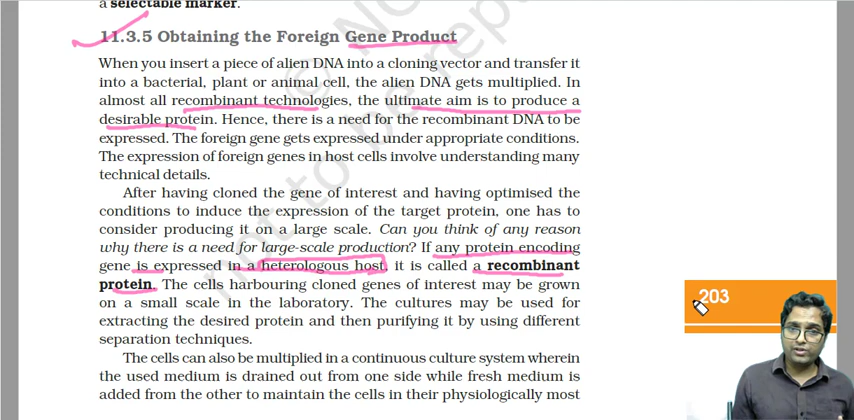 a selectable marker.
11.3.5 Obtaining the Foreign Gene Product
When you insert a piece of alien DNA into a cloning vector and transfer it
into a bacterial, plant or animal cell, the alien DNA gets multiplied. In
almost all recombinant technologies, the ultimate aim is to produce a
desirable protein. Hence, there is a need for the recombinant DNA to be
expressed. The foreign gene gets expressed under appropriate conditions.
The expression of foreign genes in host cells involve understanding many
technical details.
After having cloned the gene of interest and having optimised the
conditions to induce the expression of the target protein, one has to
consider producing it on a large scale. Can you think of any reason
why there is a need for large-scale production? If any protein encoding
gene is expressed in a heterologous host, it is called a recombinant
protein. The cells harbouring cloned genes of interest may be grown
on a small scale in the laboratory. The cultures may be used for
extracting the desired protein and then purifying it by using different
separation techniques.
The cells can also be multiplied in a continuous culture system wherein
the used medium is drained out from one side while fresh medium is
added from the other to maintain the cells in their physiologically most
203
not to be rep